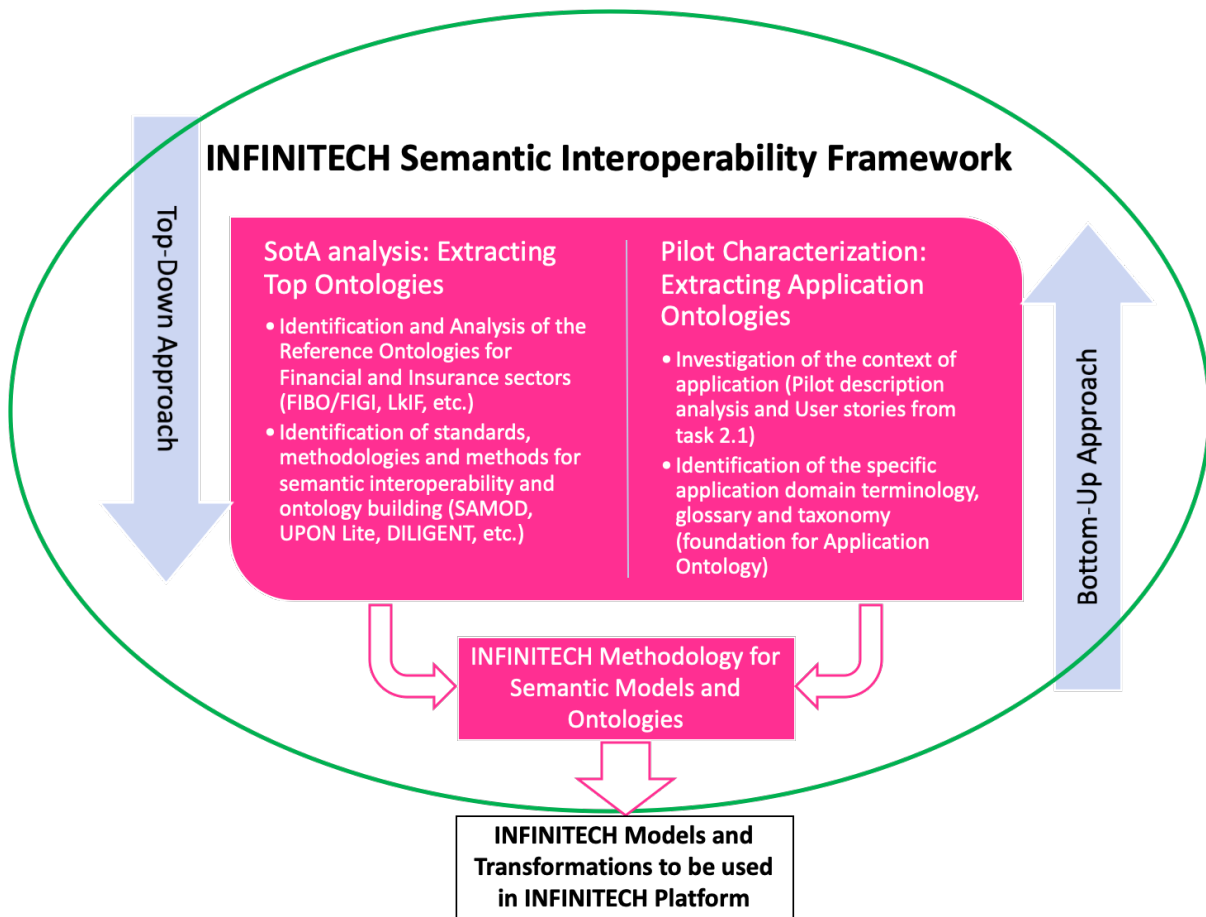 INFINITECH Semantic Interoperability Framework
Top-Down Approach
SotA analysis: Extracting
Top Ontologies
• Identification and Analysis of the
Reference Ontologies for
Financial and Insurance sectors
(FIBO/FIGI, LkIF, etc.)
• Identification of standards,
methodologies and methods for
semantic interoperability and
ontology building (SAMOD,
UPON Lite, DILIGENT, etc.)
Pilot Characterization:
Extracting Application
Ontologies
• Investigation of the context of
application (Pilot description
analysis and User stories from
task 2.1)
• Identification of the specific
application domain terminology,
glossary and taxonomy
(foundation for Application
Ontology)
Bottom-Up Approach
INFINITECH Methodology for
Semantic Models and
Ontologies
INFINITECH Models and
Transformations to be used
in INFINITECH Platform